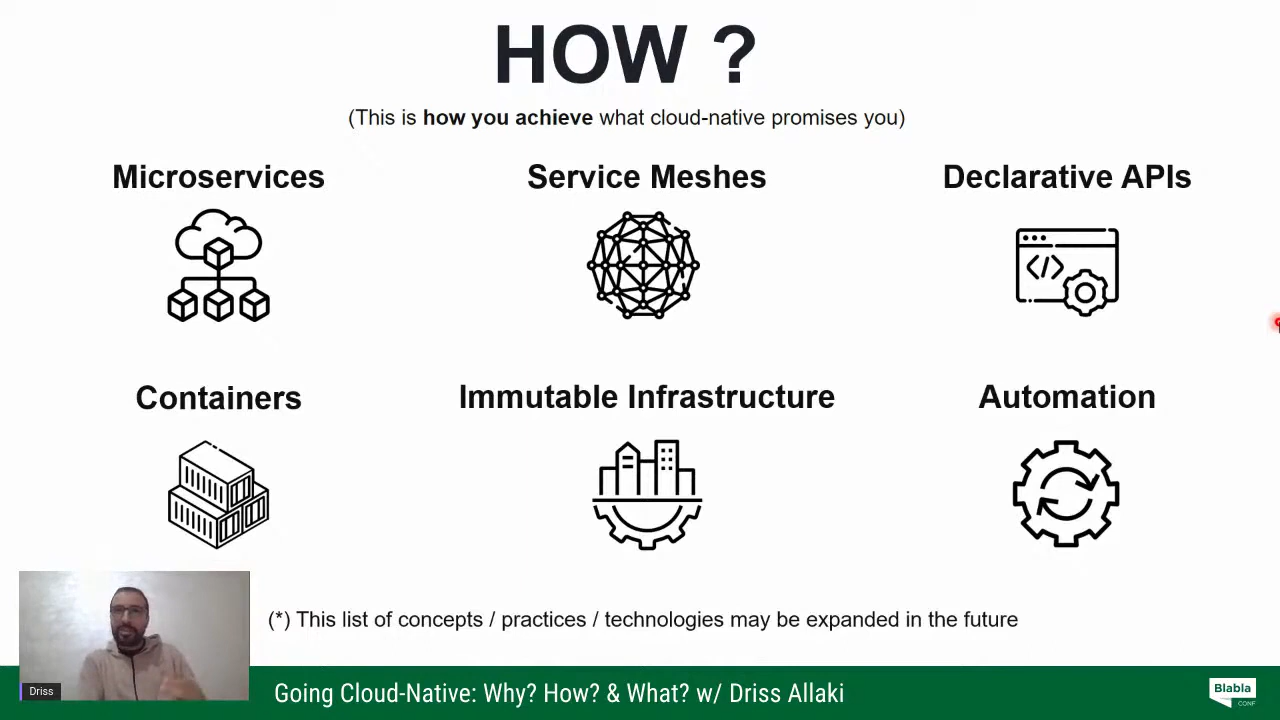 HOW ?
(This is how you achieve what cloud-native promises you)
Microservices
Service Meshes
Declarative APIs
</>
Containers
Immutable Infrastructure
Automation
(*) This list of concepts / practices / technologies may be expanded in the future
Driss
Going Cloud-Native: Why? How? & What? w/ Driss Allaki
Blabla
CONF